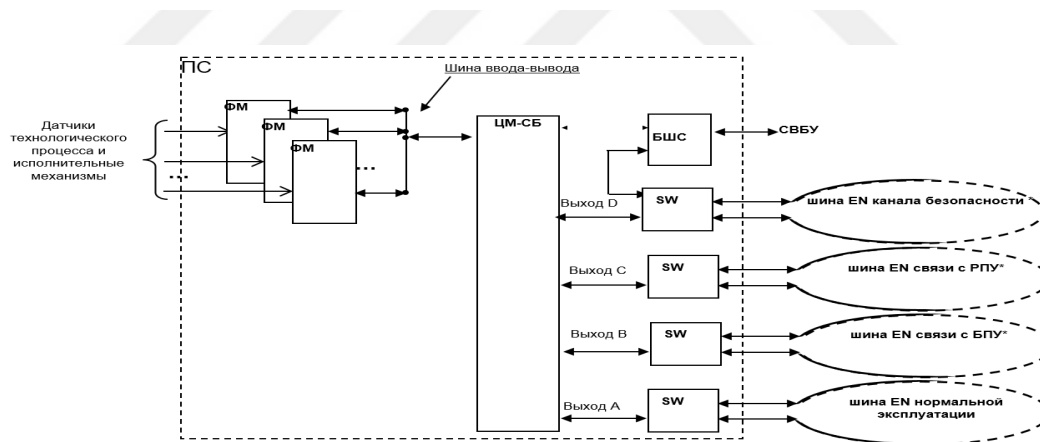 ПС
Шина ввода-вывода
ФМ
ФМ
ФМ
...
Датчики
технологического
процесса и
исполнительные
механизмы
...
ЦМ-СБ
БШС
СВБУ
Выход D
SW
шина EN канала безопасности *
Выход C
SW
шина EN связи с РПУ*
Выход B
SW
шина EN связи с БПУ*
Выход A
SW
шина EN нормальной
эксплуатации